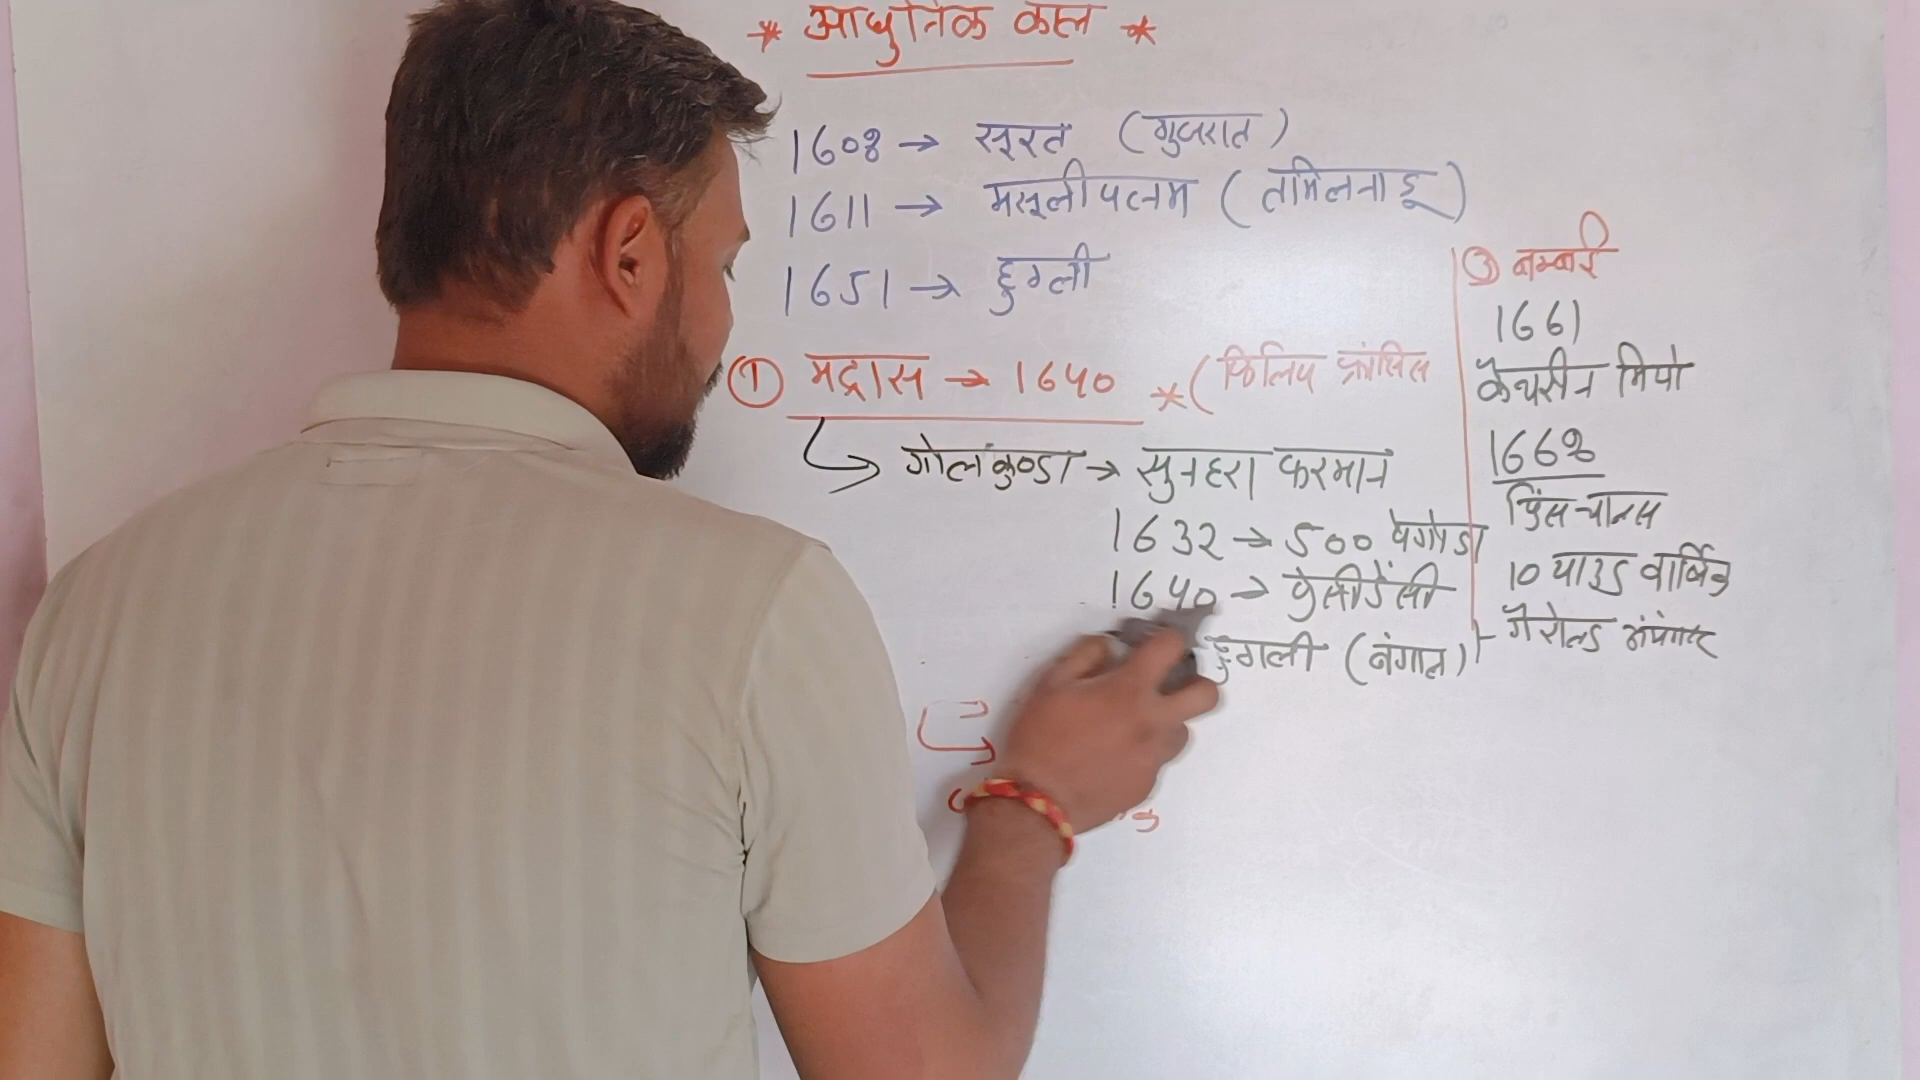 * आधुनिक काल *
1608 → सूरत (गुजरात)
1611 → मसूलीपटनम (तमिलनाडू)
1651 → हुगली
① मद्रास → 1640 * (फिलिप फ्रांसिस
गोलकुण्डा → सुनहरा फरमान
1632 → 500 पेगोडा
1640 → प्रेसीडेंसी
हुगली (बंगाल)
③ बम्बई
1661
कैथरीन
1668
10 पाउंड वार्षिक